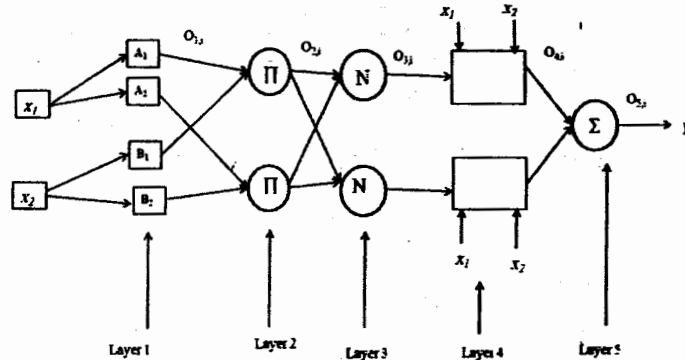 x1 x2
A1 O1,i O2,i O3,i O4,i
Π N
A2
x1
O5,i
Σ y
B1
Π N
x2 B2
x1 x2
Layer 1 Layer 2 Layer 3 Layer 4 Layer 5